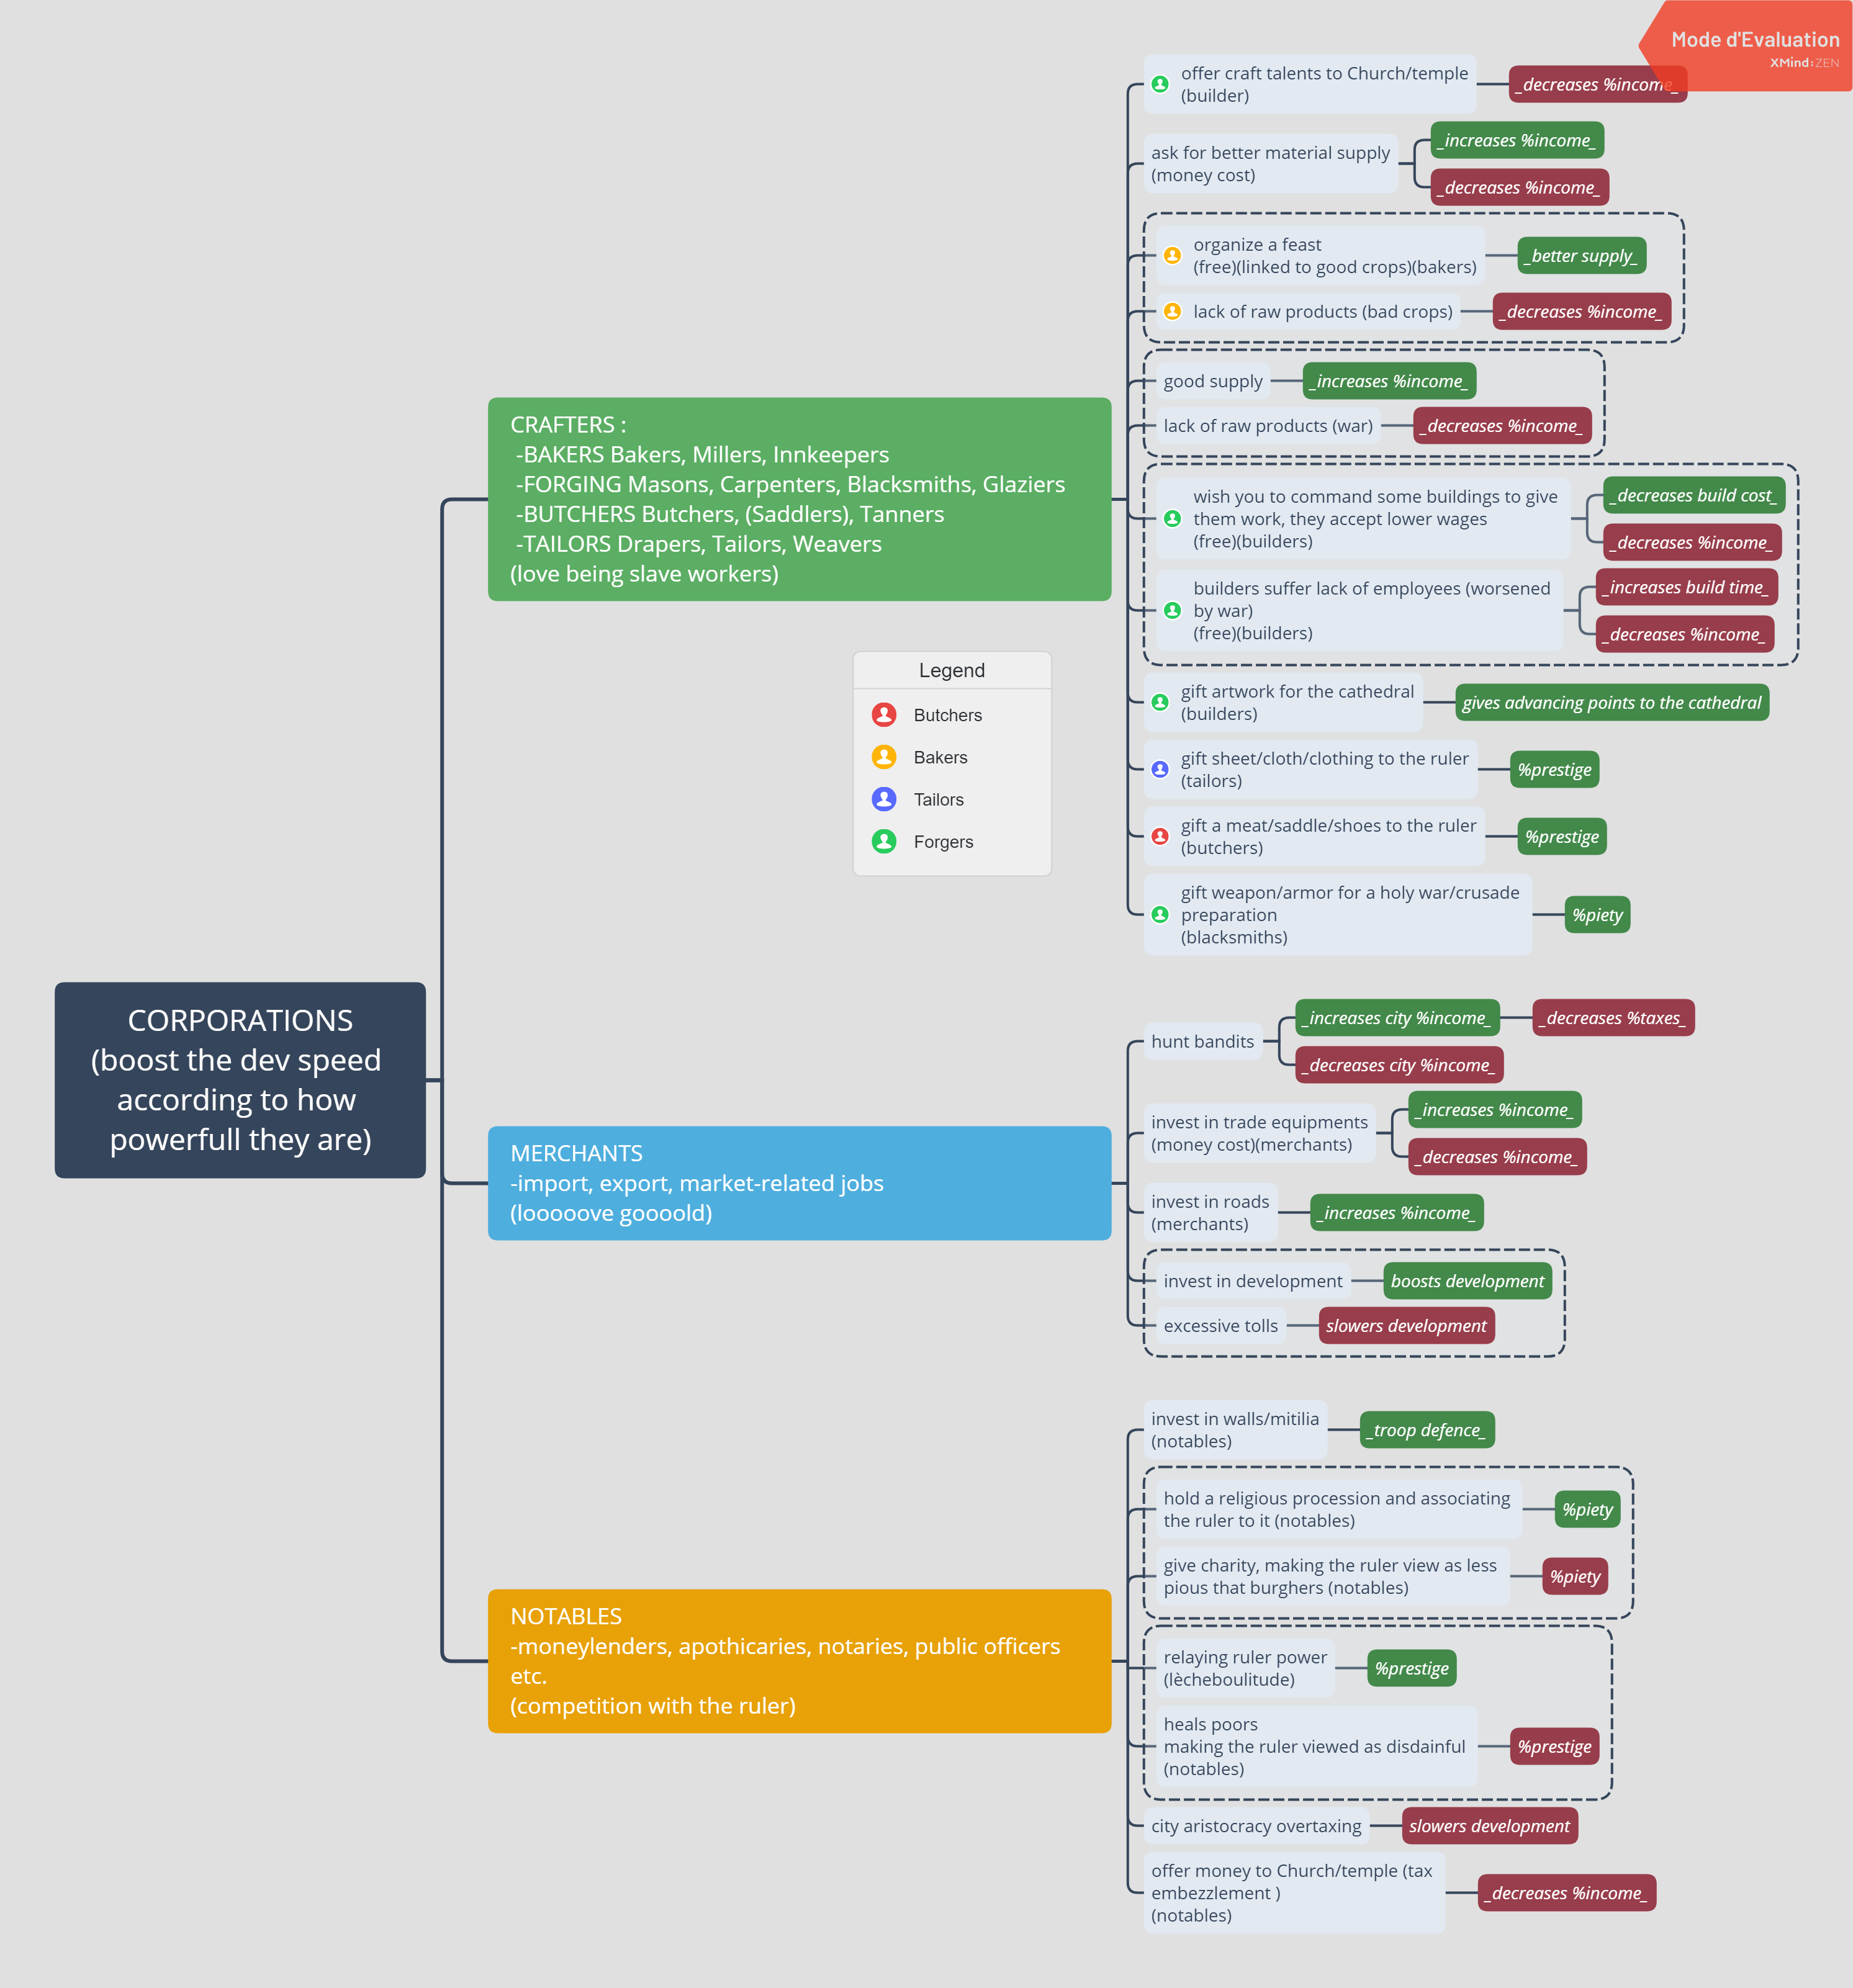 Mode d'Evaluation
XMind:ZEN
CORPORATIONS
(boost the dev speed
according to how
powerfull they are)
CRAFTERS :
-BAKERS Bakers, Millers, Innkeepers
-FORGING Masons, Carpenters, Blacksmiths, Glaziers
-BUTCHERS Butchers, (Saddlers), Tanners
-TAILORS Drapers, Tailors, Weavers
(love being slave workers)
offer craft talents to Church/temple
(builder)
_decreases %income_
ask for better material supply
(money cost)
_increases %income_
_decreases %income_
organize a feast
(free)(linked to good crops)(bakers)
_better supply_
lack of raw products (bad crops)
_decreases %income_
good supply
_increases %income_
lack of raw products (war)
_decreases %income_
wish you to command some buildings to give
them work, they accept lower wages
(free)(builders)
_decreases build cost_
_decreases %income_
builders suffer lack of employees (worsened
by war)
(free)(builders)
_increases build time_
_decreases %income_
gift artwork for the cathedral
(builders)
gives advancing points to the cathedral
gift sheet/cloth/clothing to the ruler
(tailors)
%prestige
gift a meat/saddle/shoes to the ruler
(butchers)
%prestige
gift weapon/armor for a holy war/crusade
preparation
(blacksmiths)
%piety
Legend
Butchers
Bakers
Tailors
Forgers
MERCHANTS
-import, export, market-related jobs
(looooove goooold)
hunt bandits
_increases city %income_
_decreases %taxes_
_decreases city %income_
invest in trade equipments
(money cost)(merchants)
_increases %income_
_decreases %income_
invest in roads
(merchants)
_increases %income_
invest in development
boosts development
excessive tolls
slowers development
NOTABLES
-moneylenders, apothicaries, notaries, public officers
etc.
(competition with the ruler)
invest in walls/mitilia
(notables)
_troop defence_
hold a religious procession and associating
the ruler to it (notables)
%piety
give charity, making the ruler view as less
pious that burghers (notables)
%piety
relaying ruler power
(lècheboulitude)
%prestige
heals poors
making the ruler viewed as disdainful
(notables)
%prestige
city aristocracy overtaxing
slowers development
offer money to Church/temple (tax
embezzlement )
(notables)
_decreases %income_